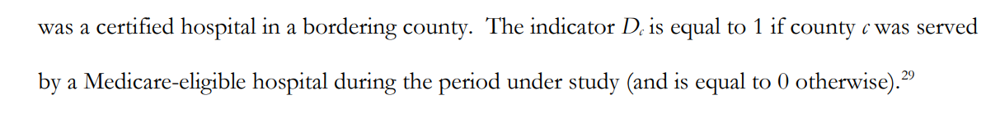 was a certified hospital in a bordering county.  The indicator Dc is equal to 1 if county c was served
by a Medicare-eligible hospital during the period under study (and is equal to 0 otherwise).29